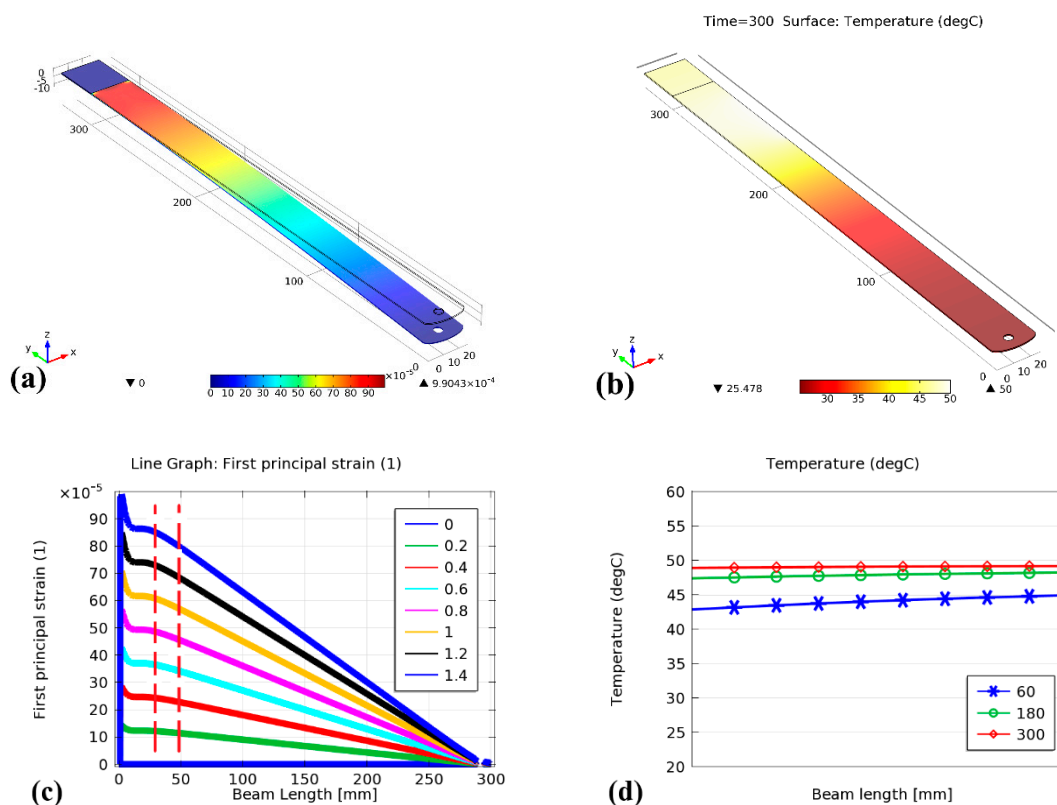 Time=300 Surface: Temperature (degC)
0
-5
-10
300
200
100
0
0
10
20
z
y
x
(a)
▼ 0
×10⁻⁵
0 10 20 30 40 50 60 70 80 90
▲ 9.9043×10⁻⁴
300
200
100
0
0
10
20
z
y
x
(b)
▼ 25.478
30 35 40 45 50
▲ 50
Line Graph: First principal strain (1)
×10⁻⁵
First principal strain (1)
90
80
70
60
50
40
30
20
10
0
0 50 100 150 200 250 300
Beam Length [mm]
0
0.2
0.4
0.6
0.8
1
1.2
1.4
(c)
Temperature (degC)
Temperature (degC)
60
55
50
45
40
35
30
25
20
60
180
300
Beam length [mm]
(d)